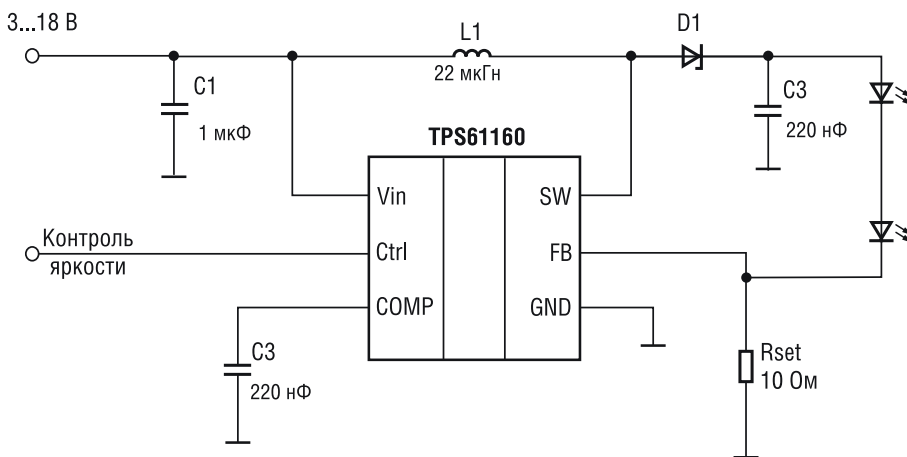 3...18 В
L1
22 мкГн
D1
C1
1 мкФ
C3
220 нФ
TPS61160
Vin
SW
Контроль
яркости
Ctrl
FB
COMP
GND
C3
220 нФ
Rset
10 Ом